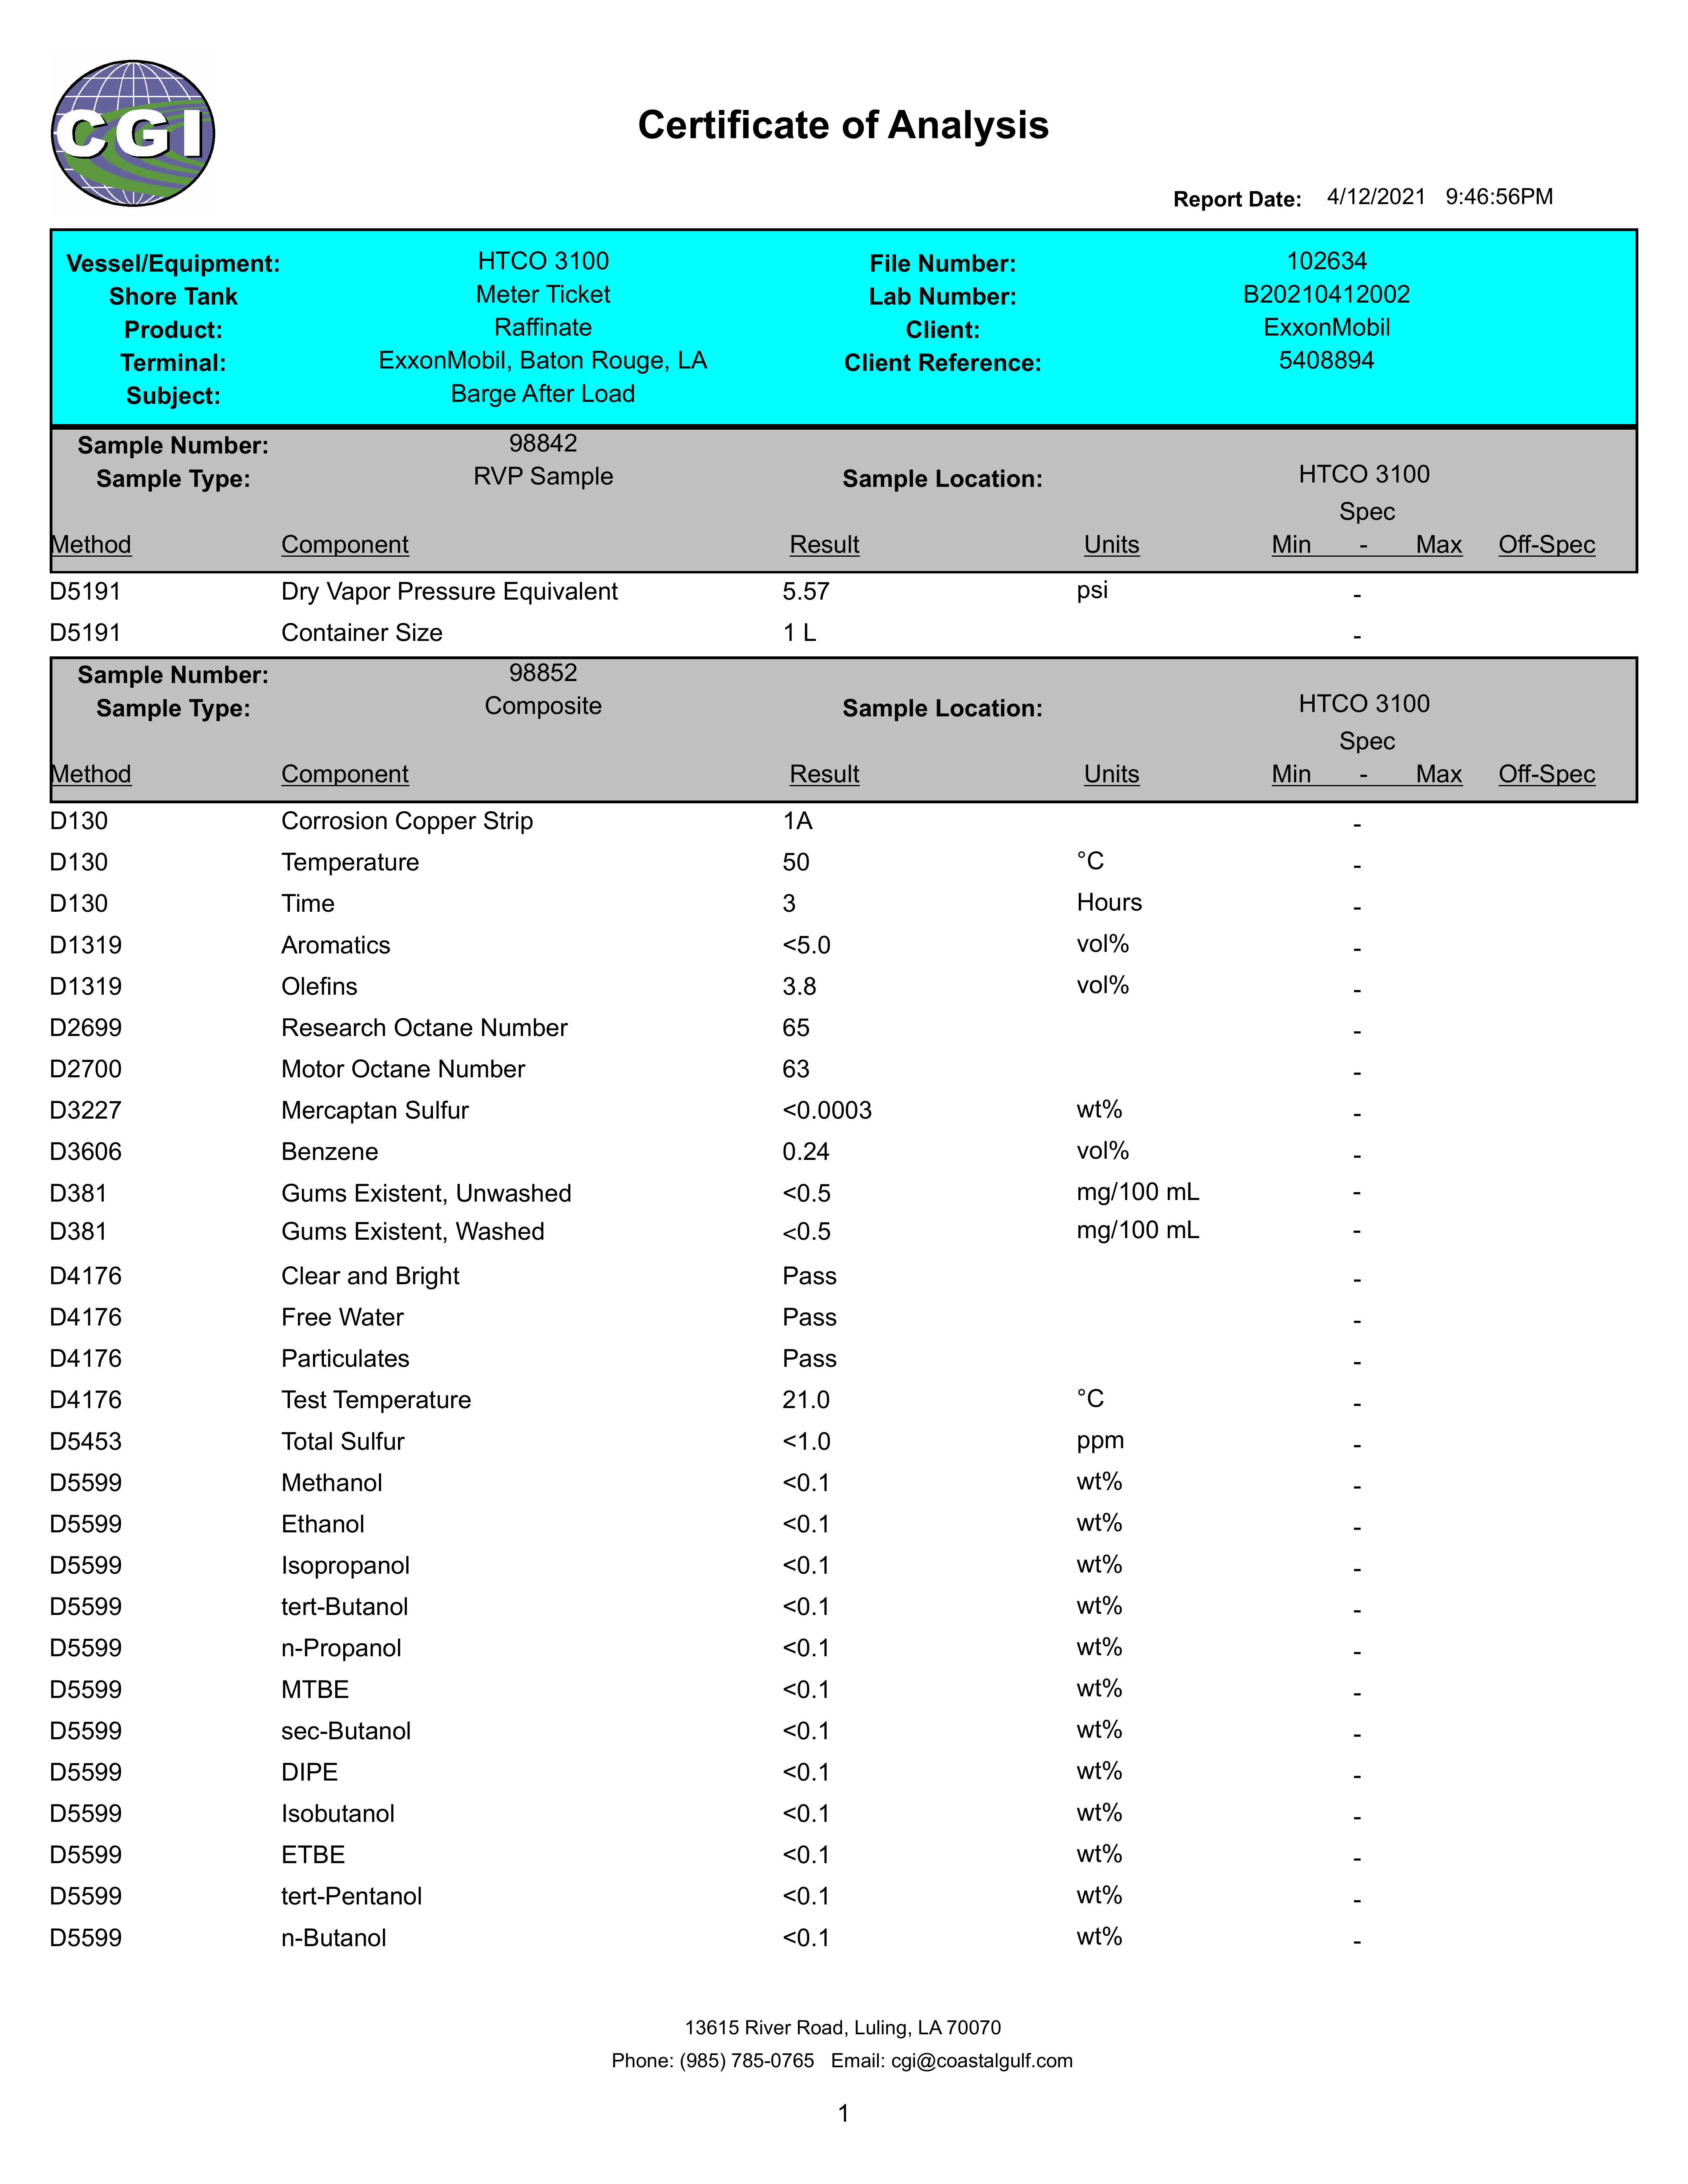 CGI
Certificate of Analysis
Report Date: 4/12/2021 9:46:56PM
Vessel/Equipment: HTCO 3100 File Number: 102634
Shore Tank Meter Ticket Lab Number: B20210412002
Product: Raffinate Client: ExxonMobil
Terminal: ExxonMobil, Baton Rouge, LA Client Reference: 5408894
Subject: Barge After Load
Sample Number: 98842
Sample Type: RVP Sample Sample Location: HTCO 3100
Spec
Method Component Result Units Min - Max Off-Spec
D5191 Dry Vapor Pressure Equivalent 5.57 psi -
D5191 Container Size 1 L -
Sample Number: 98852
Sample Type: Composite Sample Location: HTCO 3100
Spec
Method Component Result Units Min - Max Off-Spec
D130 Corrosion Copper Strip 1A -
D130 Temperature 50 °C -
D130 Time 3 Hours -
D1319 Aromatics <5.0 vol% -
D1319 Olefins 3.8 vol% -
D2699 Research Octane Number 65 -
D2700 Motor Octane Number 63 -
D3227 Mercaptan Sulfur <0.0003 wt% -
D3606 Benzene 0.24 vol% -
D381 Gums Existent, Unwashed <0.5 mg/100 mL -
D381 Gums Existent, Washed <0.5 mg/100 mL -
D4176 Clear and Bright Pass -
D4176 Free Water Pass -
D4176 Particulates Pass -
D4176 Test Temperature 21.0 °C -
D5453 Total Sulfur <1.0 ppm -
D5599 Methanol <0.1 wt% -
D5599 Ethanol <0.1 wt% -
D5599 Isopropanol <0.1 wt% -
D5599 tert-Butanol <0.1 wt% -
D5599 n-Propanol <0.1 wt% -
D5599 MTBE <0.1 wt% -
D5599 sec-Butanol <0.1 wt% -
D5599 DIPE <0.1 wt% -
D5599 Isobutanol <0.1 wt% -
D5599 ETBE <0.1 wt% -
D5599 tert-Pentanol <0.1 wt% -
D5599 n-Butanol <0.1 wt% -
13615 River Road, Luling, LA 70070
Phone: (985) 785-0765 Email: cgi@coastalgulf.com
1